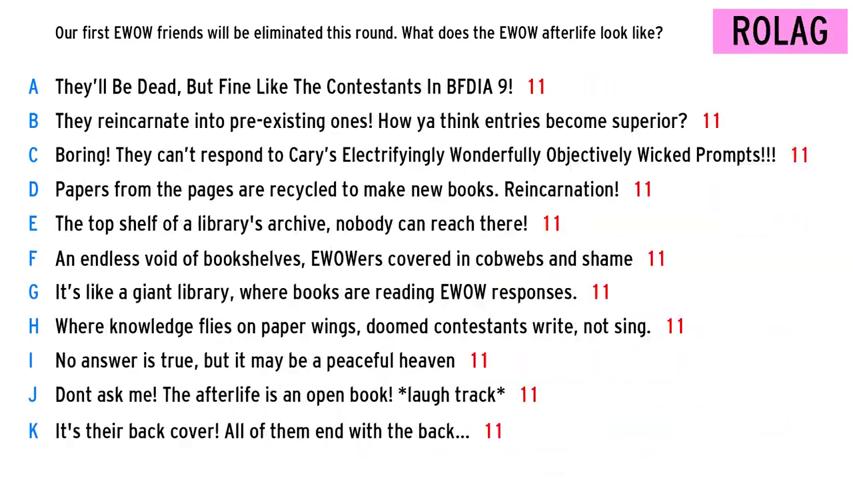 Our first EWOW friends will be eliminated this round. What does the EWOW afterlife look like?
ROLAG
A They'll Be Dead, But Fine Like The Contestants In BFDIA 9! 11
B They reincarnate into pre-existing ones! How ya think entries become superior? 11
C Boring! They can't respond to Cary's Electrifyingly Wonderfully Objectively Wicked Prompts!!! 11
D Papers from the pages are recycled to make new books. Reincarnation! 11
E The top shelf of a library's archive, nobody can reach there! 11
F An endless void of bookshelves, EWOWers covered in cobwebs and shame 11
G It's like a giant library, where books are reading EWOW responses. 11
H Where knowledge flies on paper wings, doomed contestants write, not sing. 11
I No answer is true, but it may be a peaceful heaven 11
J Dont ask me! The afterlife is an open book! *laugh track* 11
K It's their back cover! All of them end with the back... 11